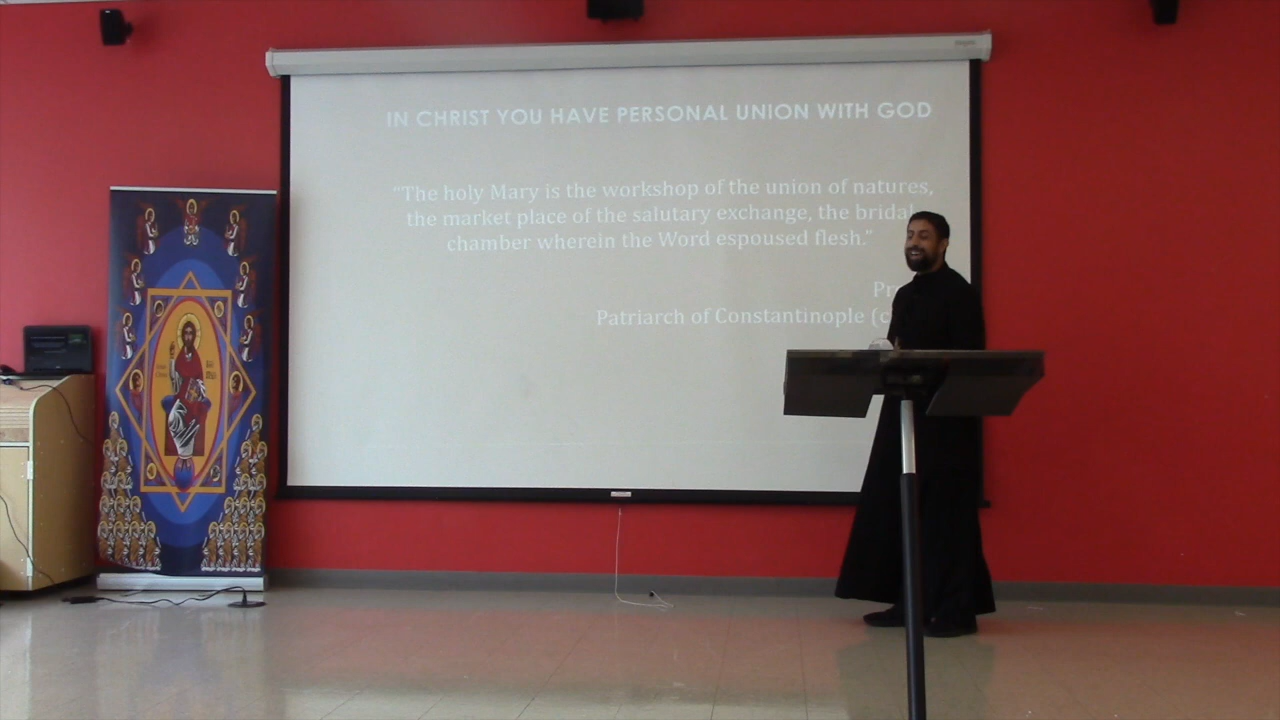 IN CHRIST YOU HAVE PERSONAL UNION WITH GOD
“The holy Mary is the workshop of the union of natures,
the market place of the salutary exchange, the bridal
chamber wherein the Word espoused flesh.”
Patriarch of Constantinople